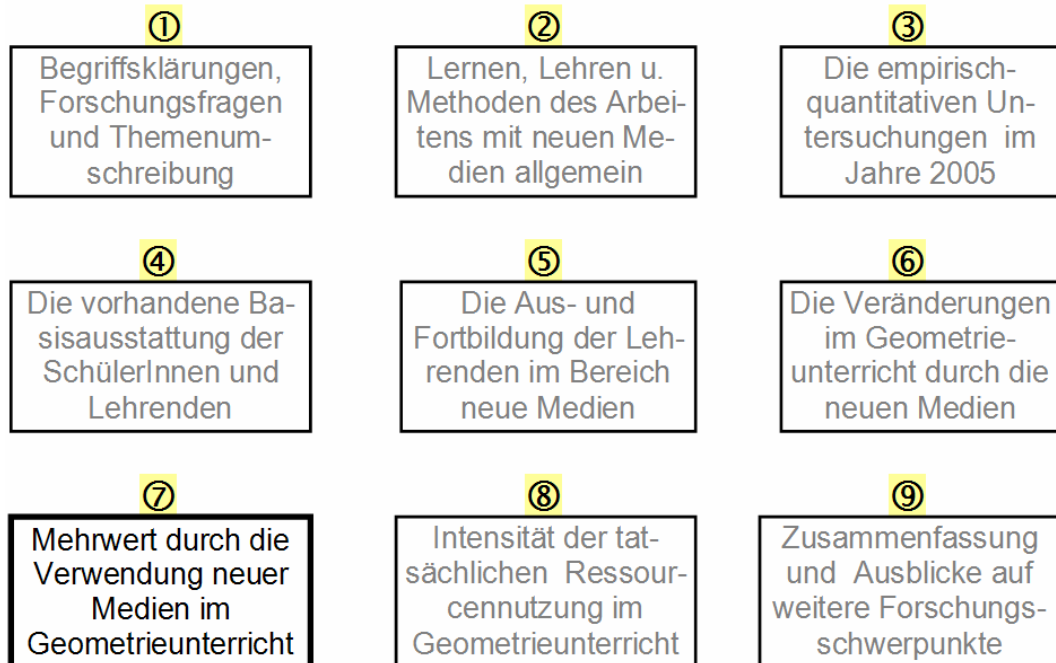 ①
Begriffsklärungen,
Forschungsfragen
und Themenum-
schreibung
②
Lernen, Lehren u.
Methoden des Arbei-
tens mit neuen Me-
dien allgemein
③
Die empirisch-
quantitativen Un-
tersuchungen im
Jahre 2005
④
Die vorhandene Ba-
sisausstattung der
SchülerInnen und
Lehrenden
⑤
Die Aus- und
Fortbildung der Leh-
renden im Bereich
neue Medien
⑥
Die Veränderungen
im Geometrie-
unterricht durch die
neuen Medien
⑦
Mehrwert durch die
Verwendung neuer
Medien im
Geometrieunterricht
⑧
Intensität der tat-
sächlichen Ressour-
cennutzung im
Geometrieunterricht
⑨
Zusammenfassung
und Ausblicke auf
weitere Forschungs-
schwerpunkte